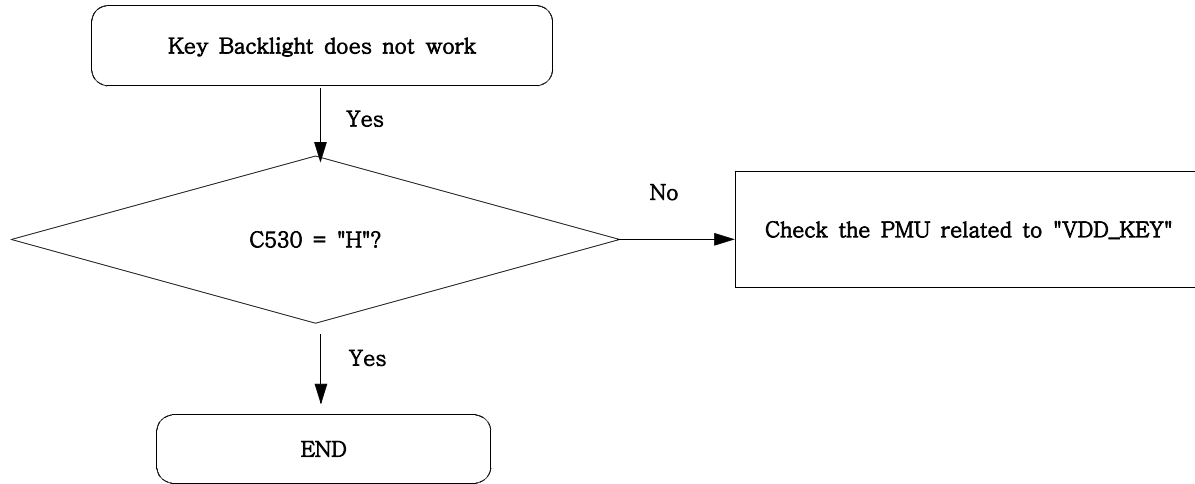 Key Backlight does not work
Yes
No
C530 = "H"?
Check the PMU related to "VDD_KEY"
Yes
END